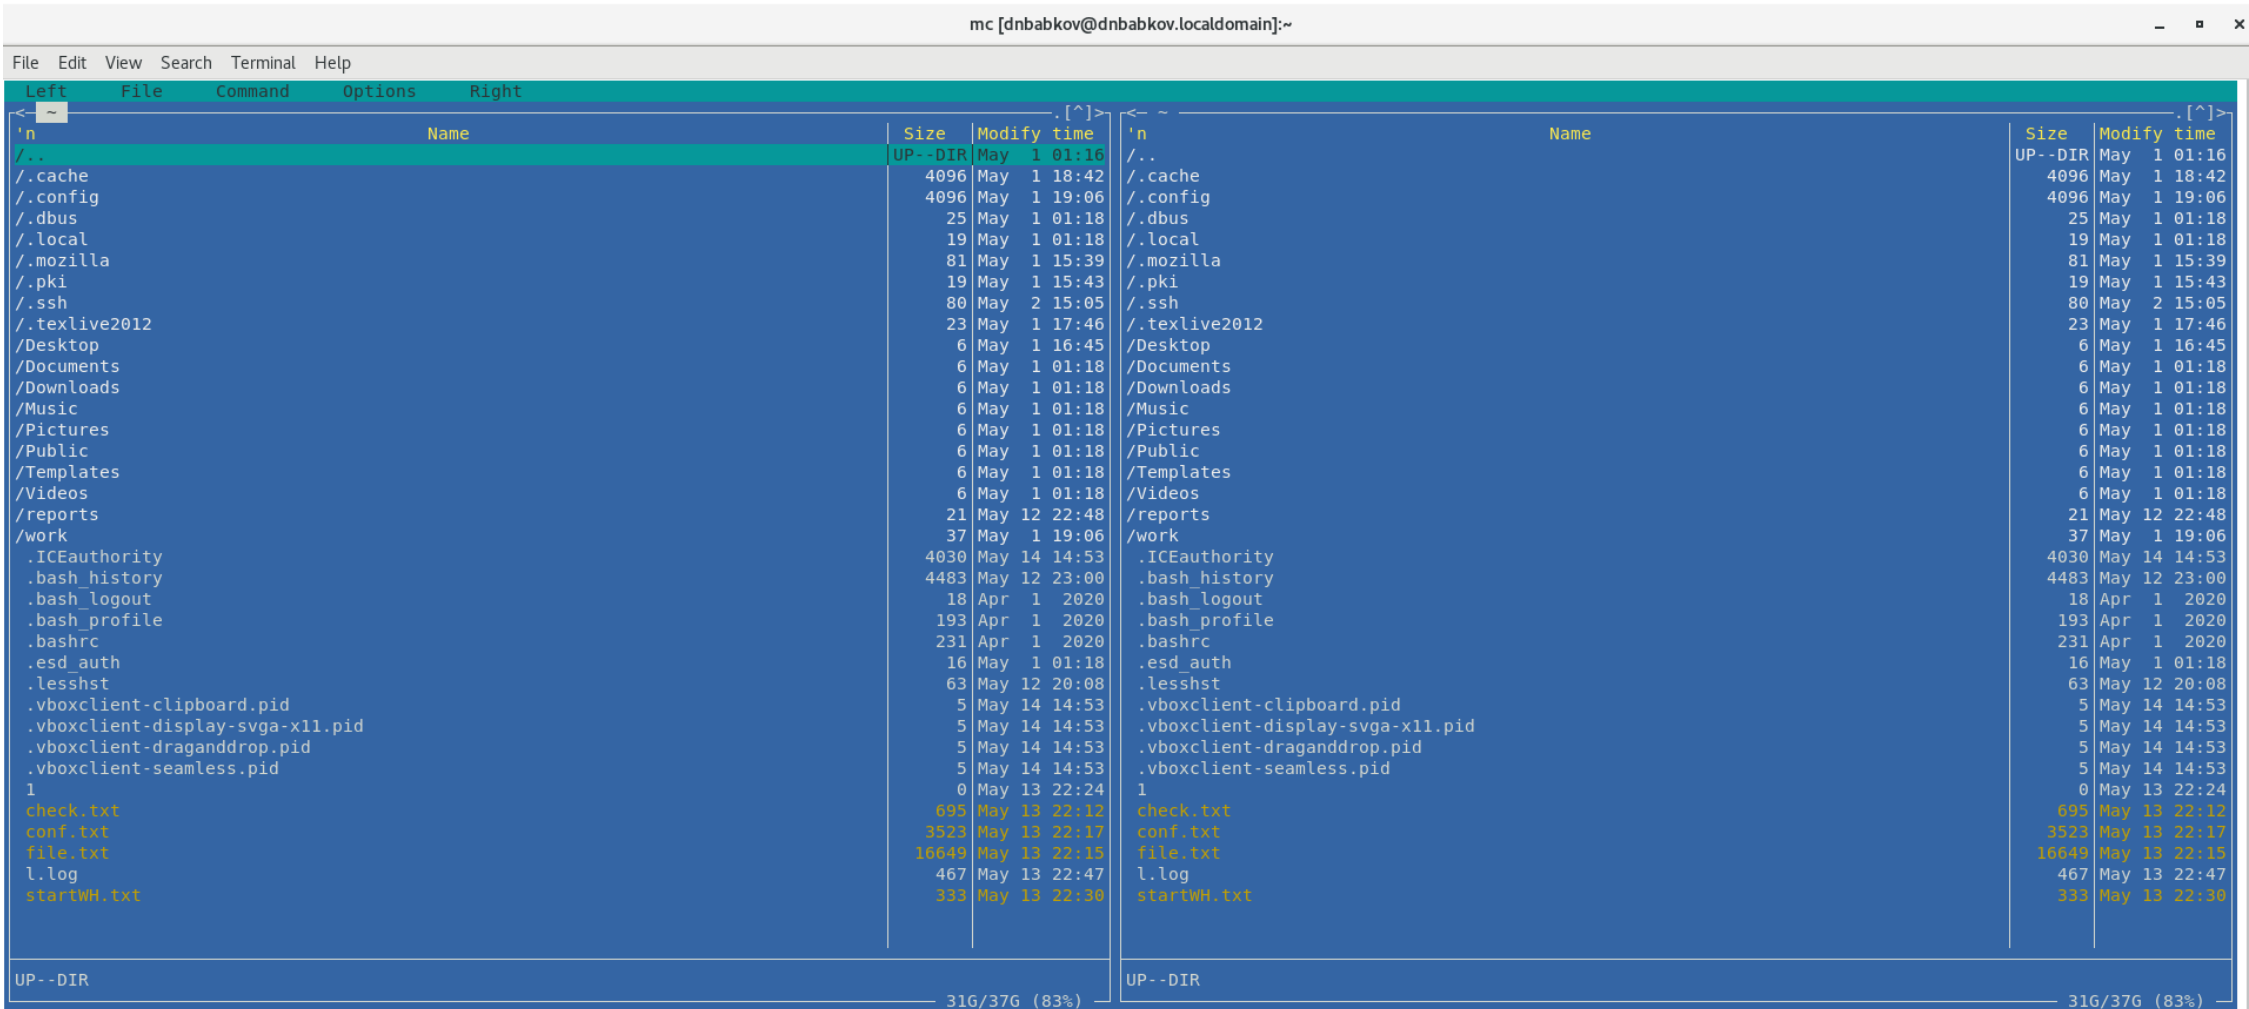 mc [dnbabkov@dnbabkov.localdomain]:~
File Edit View Search Terminal Help
Left File Command Options Right
<— ~ .[^]> <— ~ .[^]>
'n Name Size Modify time 'n Name Size Modify time
/.. UP--DIR May 1 01:16 /.. UP--DIR May 1 01:16
/.cache 4096 May 1 18:42 /.cache 4096 May 1 18:42
/.config 4096 May 1 19:06 /.config 4096 May 1 19:06
/.dbus 25 May 1 01:18 /.dbus 25 May 1 01:18
/.local 19 May 1 01:18 /.local 19 May 1 01:18
/.mozilla 81 May 1 15:39 /.mozilla 81 May 1 15:39
/.pki 19 May 1 15:43 /.pki 19 May 1 15:43
/.ssh 80 May 2 15:05 /.ssh 80 May 2 15:05
/.texlive2012 23 May 1 17:46 /.texlive2012 23 May 1 17:46
/Desktop 6 May 1 16:45 /Desktop 6 May 1 16:45
/Documents 6 May 1 01:18 /Documents 6 May 1 01:18
/Downloads 6 May 1 01:18 /Downloads 6 May 1 01:18
/Music 6 May 1 01:18 /Music 6 May 1 01:18
/Pictures 6 May 1 01:18 /Pictures 6 May 1 01:18
/Public 6 May 1 01:18 /Public 6 May 1 01:18
/Templates 6 May 1 01:18 /Templates 6 May 1 01:18
/Videos 6 May 1 01:18 /Videos 6 May 1 01:18
/reports 21 May 12 22:48 /reports 21 May 12 22:48
/work 37 May 1 19:06 /work 37 May 1 19:06
.ICEauthority 4030 May 14 14:53 .ICEauthority 4030 May 14 14:53
.bash_history 4483 May 12 23:00 .bash_history 4483 May 12 23:00
.bash_logout 18 Apr 1 2020 .bash_logout 18 Apr 1 2020
.bash_profile 193 Apr 1 2020 .bash_profile 193 Apr 1 2020
.bashrc 231 Apr 1 2020 .bashrc 231 Apr 1 2020
.esd_auth 16 May 1 01:18 .esd_auth 16 May 1 01:18
.lesshst 63 May 12 20:08 .lesshst 63 May 12 20:08
.vboxclient-clipboard.pid 5 May 14 14:53 .vboxclient-clipboard.pid 5 May 14 14:53
.vboxclient-display-svga-x11.pid 5 May 14 14:53 .vboxclient-display-svga-x11.pid 5 May 14 14:53
.vboxclient-draganddrop.pid 5 May 14 14:53 .vboxclient-draganddrop.pid 5 May 14 14:53
.vboxclient-seamless.pid 5 May 14 14:53 .vboxclient-seamless.pid 5 May 14 14:53
1 0 May 13 22:24 1 0 May 13 22:24
check.txt 695 May 13 22:12 check.txt 695 May 13 22:12
conf.txt 3523 May 13 22:17 conf.txt 3523 May 13 22:17
file.txt 16649 May 13 22:15 file.txt 16649 May 13 22:15
l.log 467 May 13 22:47 l.log 467 May 13 22:47
startWH.txt 333 May 13 22:30 startWH.txt 333 May 13 22:30
UP--DIR UP--DIR
31G/37G (83%) 31G/37G (83%)